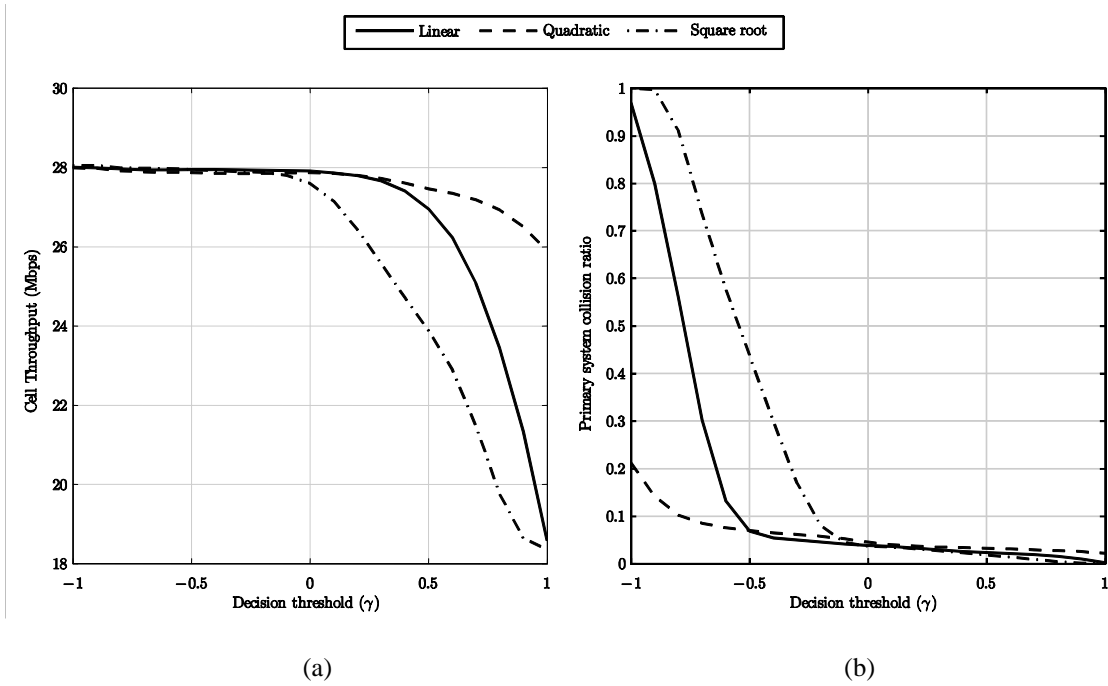 Linear Quadratic Square root
30
28
26
24
22
20
18
−1 −0.5 0 0.5 1
Cell Throughput (Mbps)
Decision threshold (γ)
(a)
1
0.9
0.8
0.7
0.6
0.5
0.4
0.3
0.2
0.1
0
−1 −0.5 0 0.5 1
Primary system collision ratio
Decision threshold (γ)
(b)